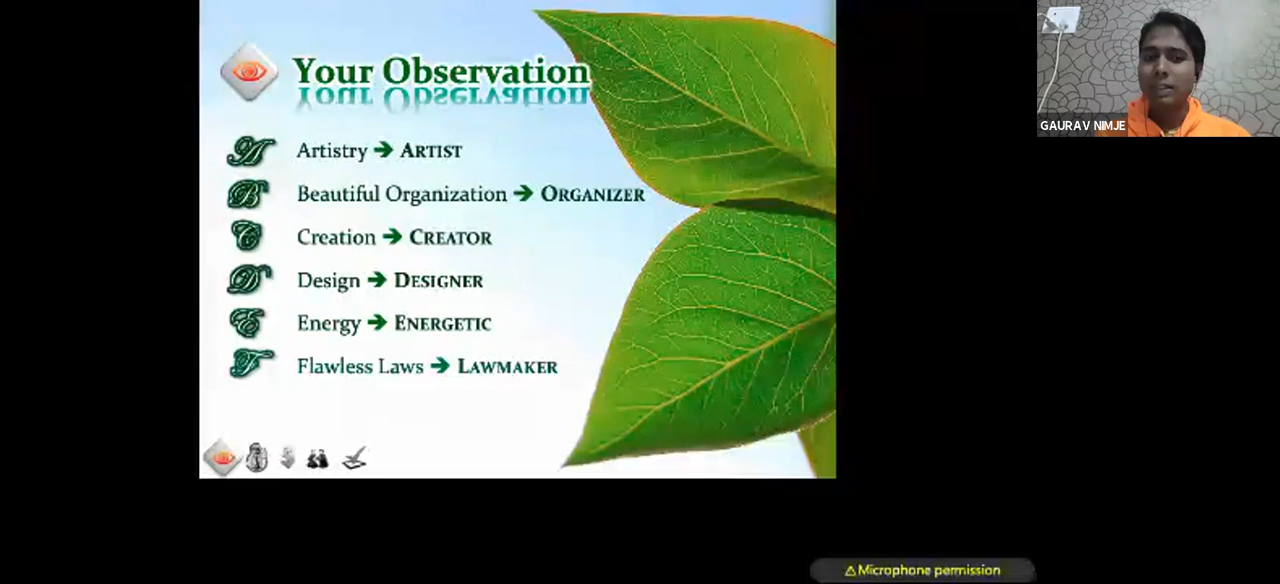 Your Observation
A Artistry → ARTIST
B Beautiful Organization → ORGANIZER
C Creation → CREATOR
D Design → DESIGNER
E Energy → ENERGETIC
F Flawless Laws → LAWMAKER
GAURAV NIMJE
⚠Microphone permission